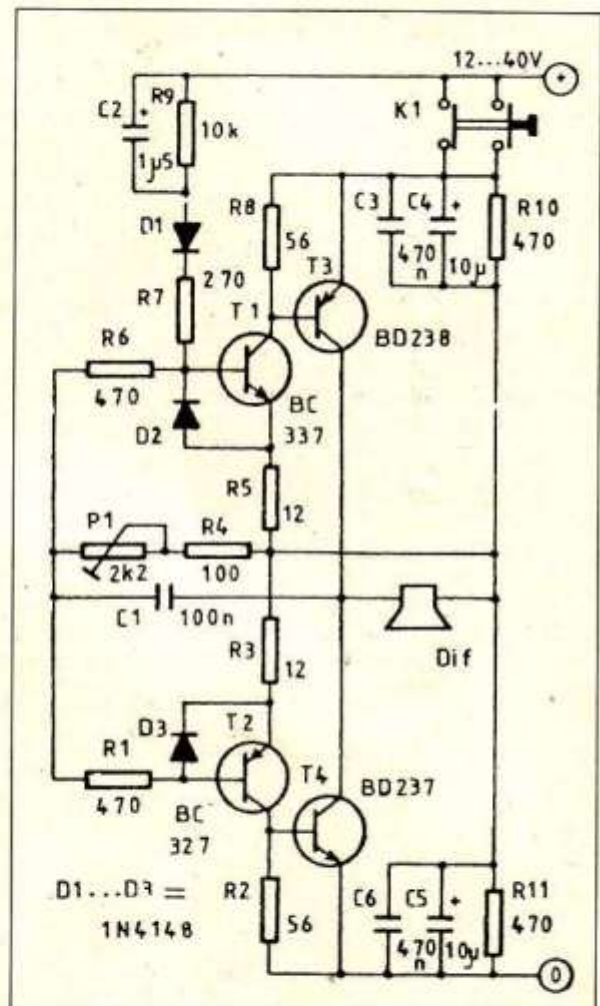 12...40V
+
C2
+
R9
10k
1µS
K1
D1
R8
56
C3
C4
+
R10
470
470
n
10µ
T3
270
R7
T1
R6
470
BD238
D2
BC
337
R5
12
P1
2k2
R4
100
C1
100n
Dif
R3
12
D3
T2
R1
470
T4
BD237
BC
327
D1...D3 =
1N4148
R2
56
C6
C5
+
R11
470
470
n
10µ
0